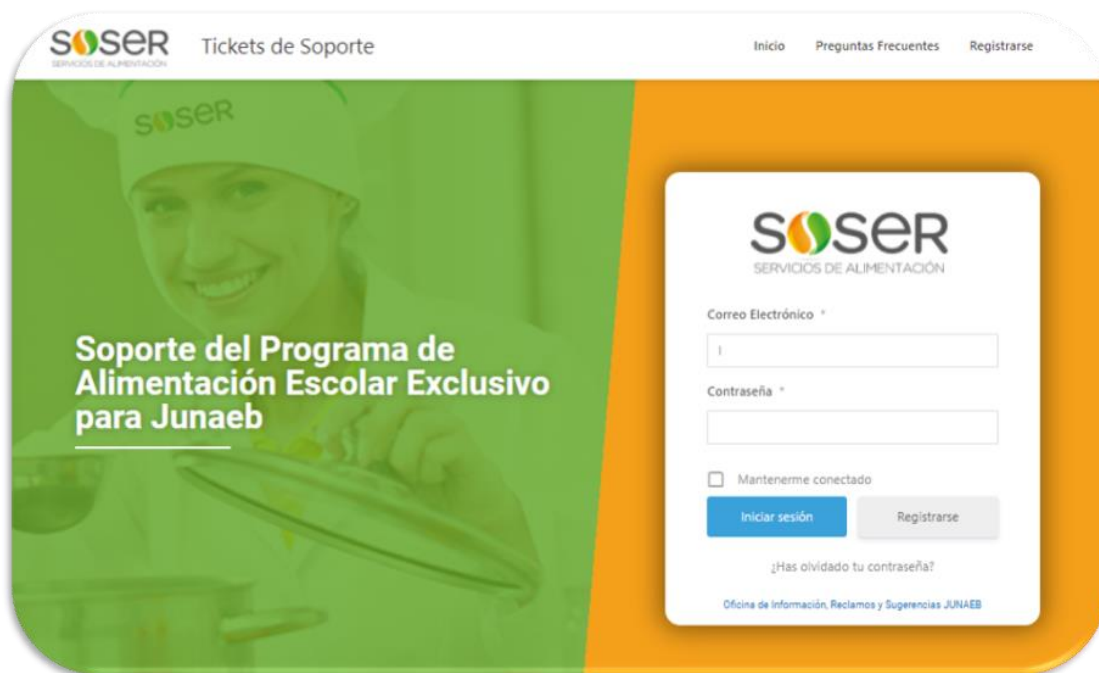 SOSER
SERVICIOS DE ALIMENTACIÓN
Tickets de Soporte
Inicio
Preguntas Frecuentes
Registrarse
SOSER
Soporte del Programa de
Alimentación Escolar Exclusivo
para Junaeb
SOSER
SERVICIOS DE ALIMENTACIÓN
Correo Electrónico *
Contraseña *
Mantenerme conectado
Iniciar sesión
Registrarse
¿Has olvidado tu contraseña?
Oficina de Información, Reclamos y Sugerencias JUNAEB